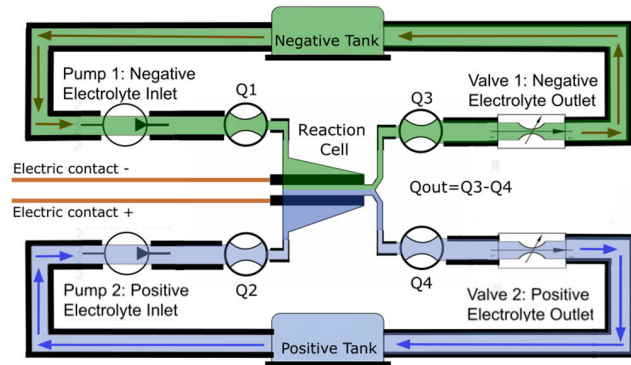 Negative Tank
Pump 1: Negative
Electrolyte Inlet
Q1
Q3
Valve 1: Negative
Electrolyte Outlet
Reaction
Cell
Electric contact -
Qout=Q3-Q4
Electric contact +
Q2
Q4
Pump 2: Positive
Electrolyte Inlet
Valve 2: Positive
Electrolyte Outlet
Positive Tank